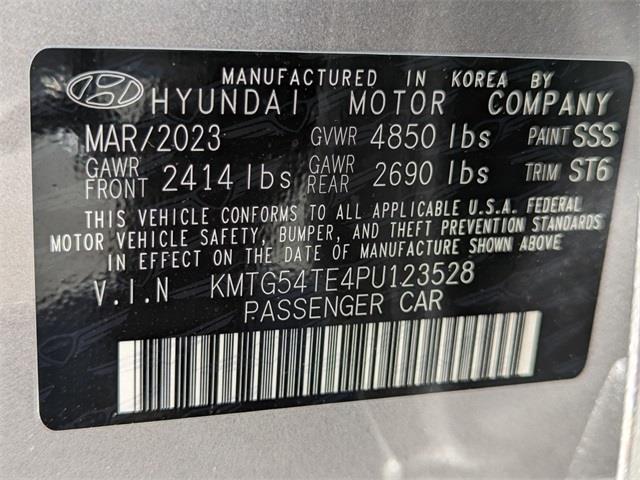 MANUFACTURED IN KOREA BY
HYUNDAI MOTOR COMPANY
MAR/2023 GVWR 4850 lbs PAINT SSS
GAWR FRONT 2414 lbs GAWR REAR 2690 lbs TRIM ST6
THIS VEHICLE CONFORMS TO ALL APPLICABLE U.S.A. FEDERAL
MOTOR VEHICLE SAFETY, BUMPER, AND THEFT PREVENTION STANDARDS
IN EFFECT ON THE DATE OF MANUFACTURE SHOWN ABOVE
V.I.N KMTG54TE4PU123528
PASSENGER CAR